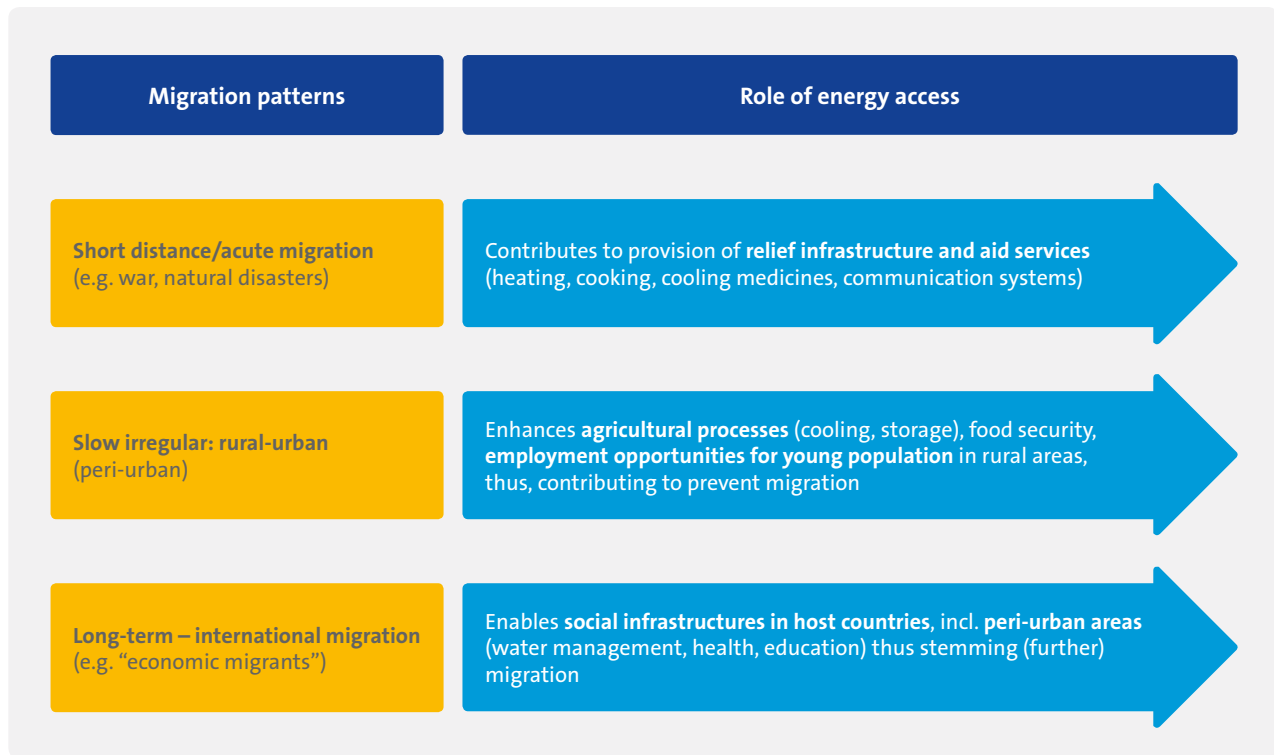 Migration patterns
Role of energy access
Short distance/acute migration
(e.g. war, natural disasters)
Contributes to provision of relief infrastructure and aid services
(heating, cooking, cooling medicines, communication systems)
Slow irregular: rural-urban
(peri-urban)
Enhances agricultural processes (cooling, storage), food security,
employment opportunities for young population in rural areas,
thus, contributing to prevent migration
Long-term – international migration
(e.g. “economic migrants”)
Enables social infrastructures in host countries, incl. peri-urban areas
(water management, health, education) thus stemming (further)
migration